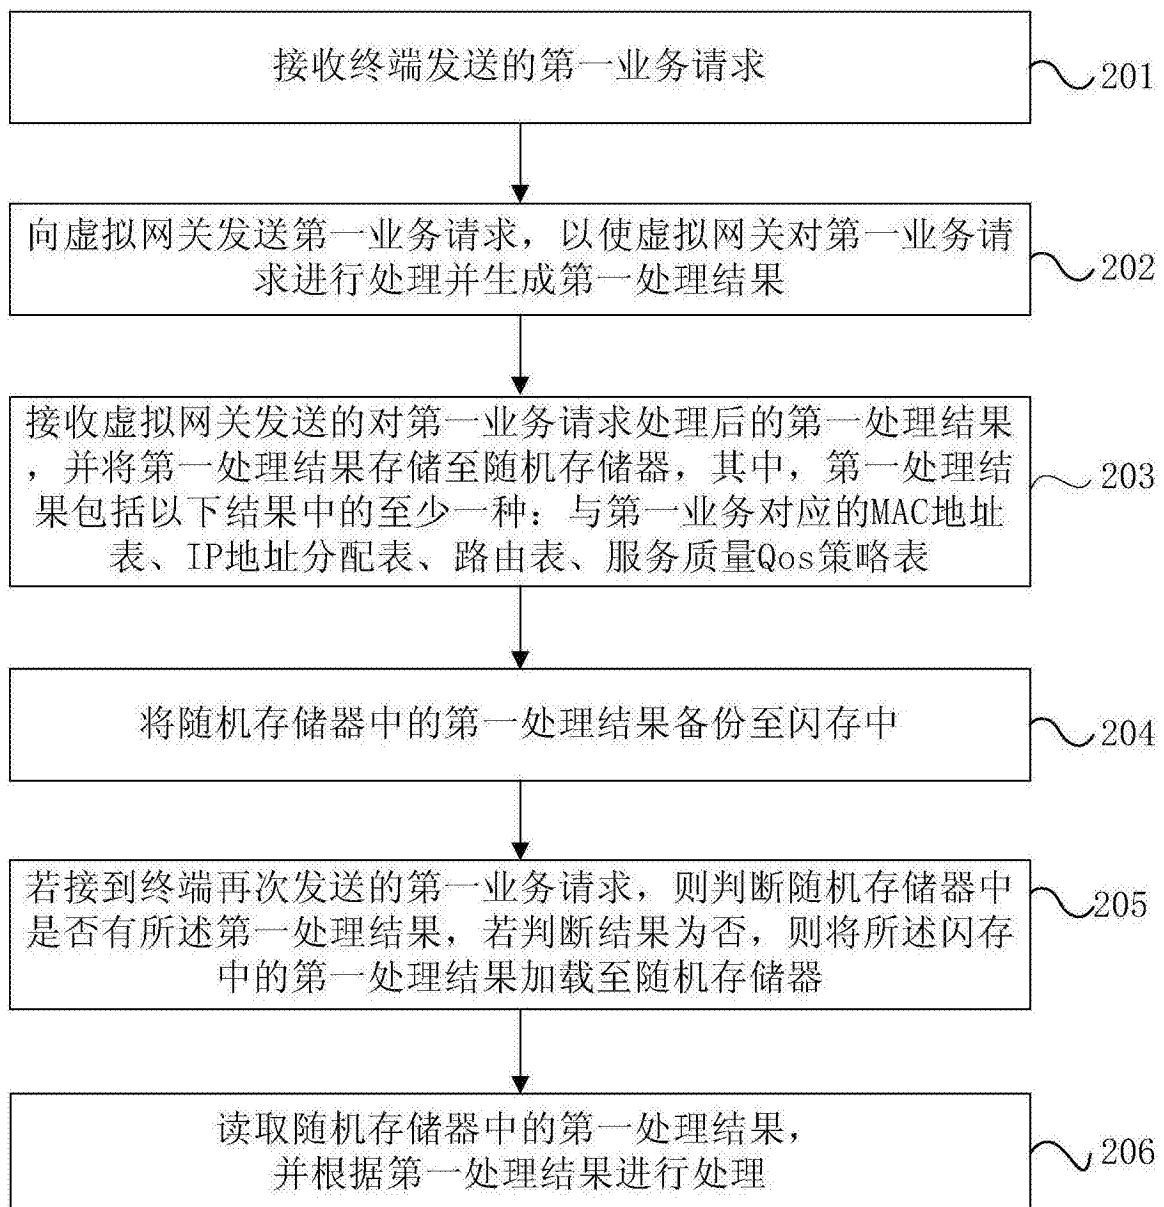 接收终端发送的第一业务请求
201
向虚拟网关发送第一业务请求，以使虚拟网关对第一业务请
求进行处理并生成第一处理结果
202
接收虚拟网关发送的对第一业务请求处理后的第一处理结果
，并将第一处理结果存储至随机存储器，其中，第一处理结
果包括以下结果中的至少一种：与第一业务对应的MAC地址
表、IP地址分配表、路由表、服务质量Qos策略表
203
将随机存储器中的第一处理结果备份至闪存中
204
若接到终端再次发送的第一业务请求，则判断随机存储器中
是否有所述第一处理结果，若判断结果为否，则将所述闪存
中的第一处理结果加载至随机存储器
205
读取随机存储器中的第一处理结果，
并根据第一处理结果进行处理
206